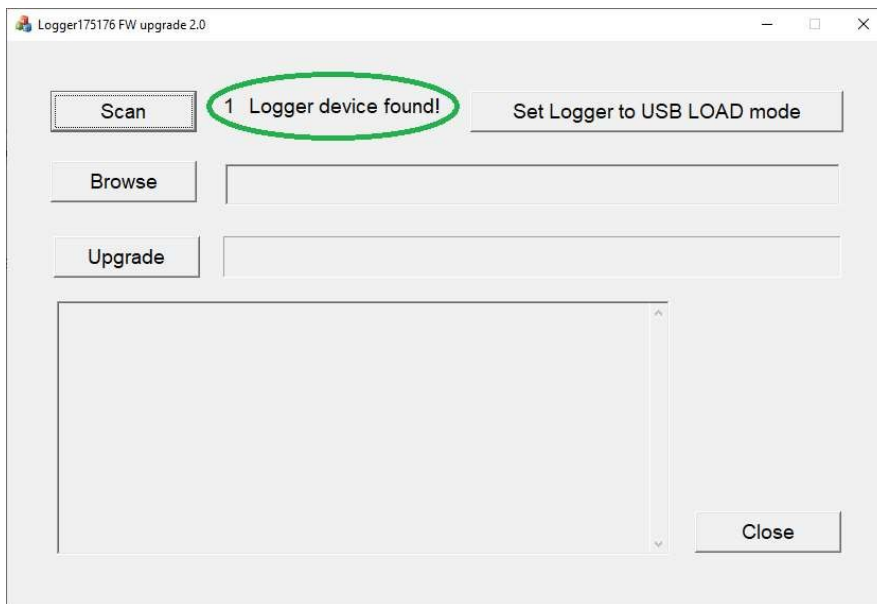 Logger175176 FW upgrade 2.0
Scan 1 Logger device found! Set Logger to USB LOAD mode
Browse
Upgrade
Close